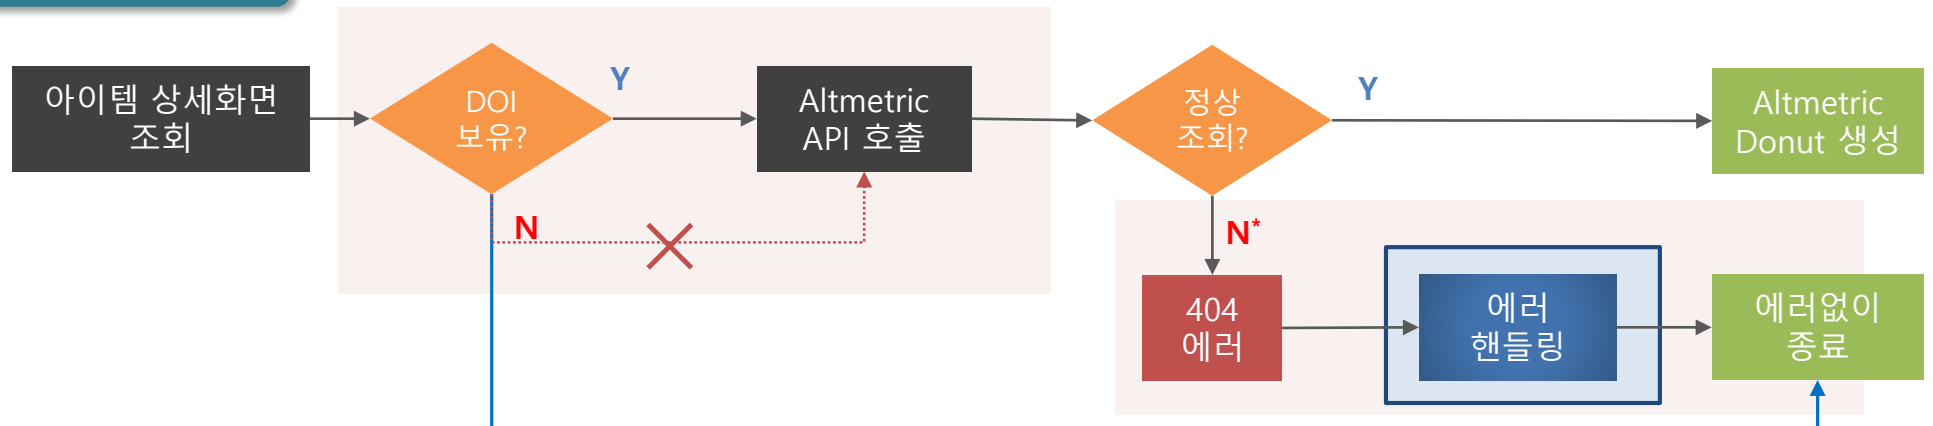 아이템 상세화면
조회
DOI
보유?
Y
N
Altmetric
API 호출
정상
조회?
Y
N*
Altmetric
Donut 생성
404
에러
에러
핸들링
에러없이
종료